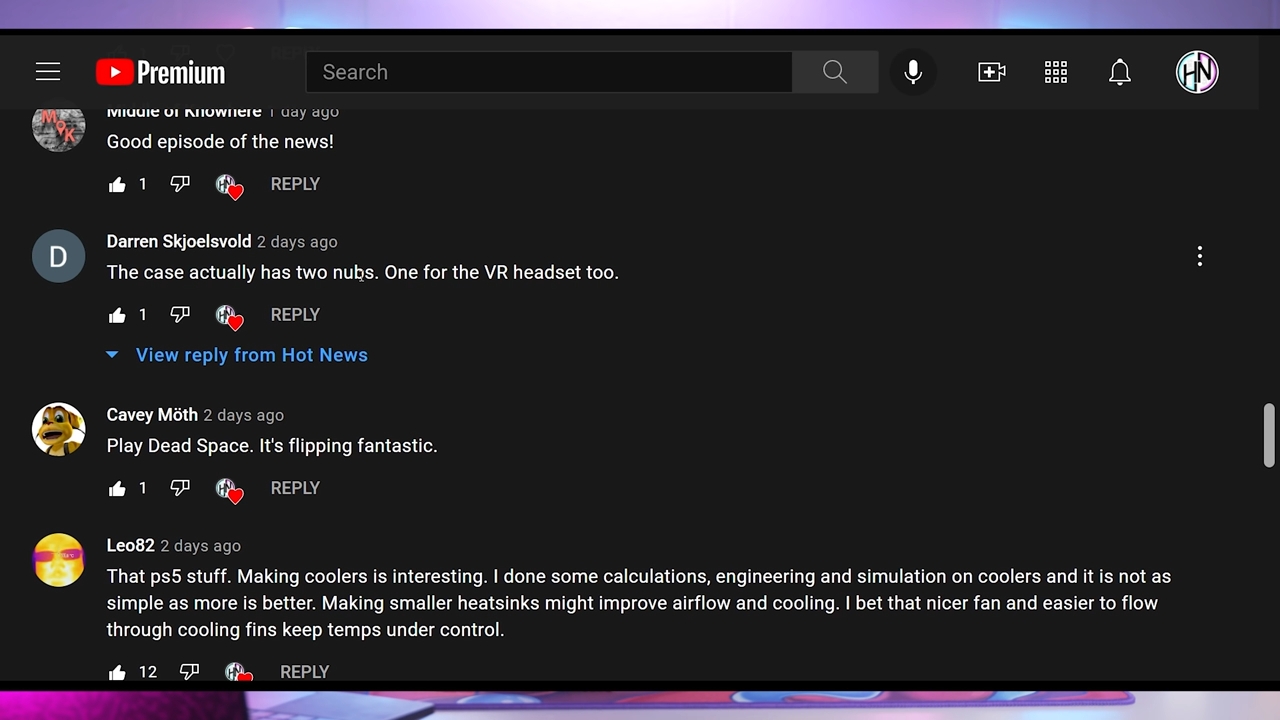 Premium
Search
HN
Middle of Knowhere 1 day ago
Good episode of the news!
1 REPLY
D
Darren Skjoelsvold 2 days ago
The case actually has two nubs. One for the VR headset too.
1 REPLY
View reply from Hot News
Cavey Möth 2 days ago
Play Dead Space. It's flipping fantastic.
1 REPLY
Leo82 2 days ago
That ps5 stuff. Making coolers is interesting. I done some calculations, engineering and simulation on coolers and it is not as
simple as more is better. Making smaller heatsinks might improve airflow and cooling. I bet that nicer fan and easier to flow
through cooling fins keep temps under control.
12 REPLY